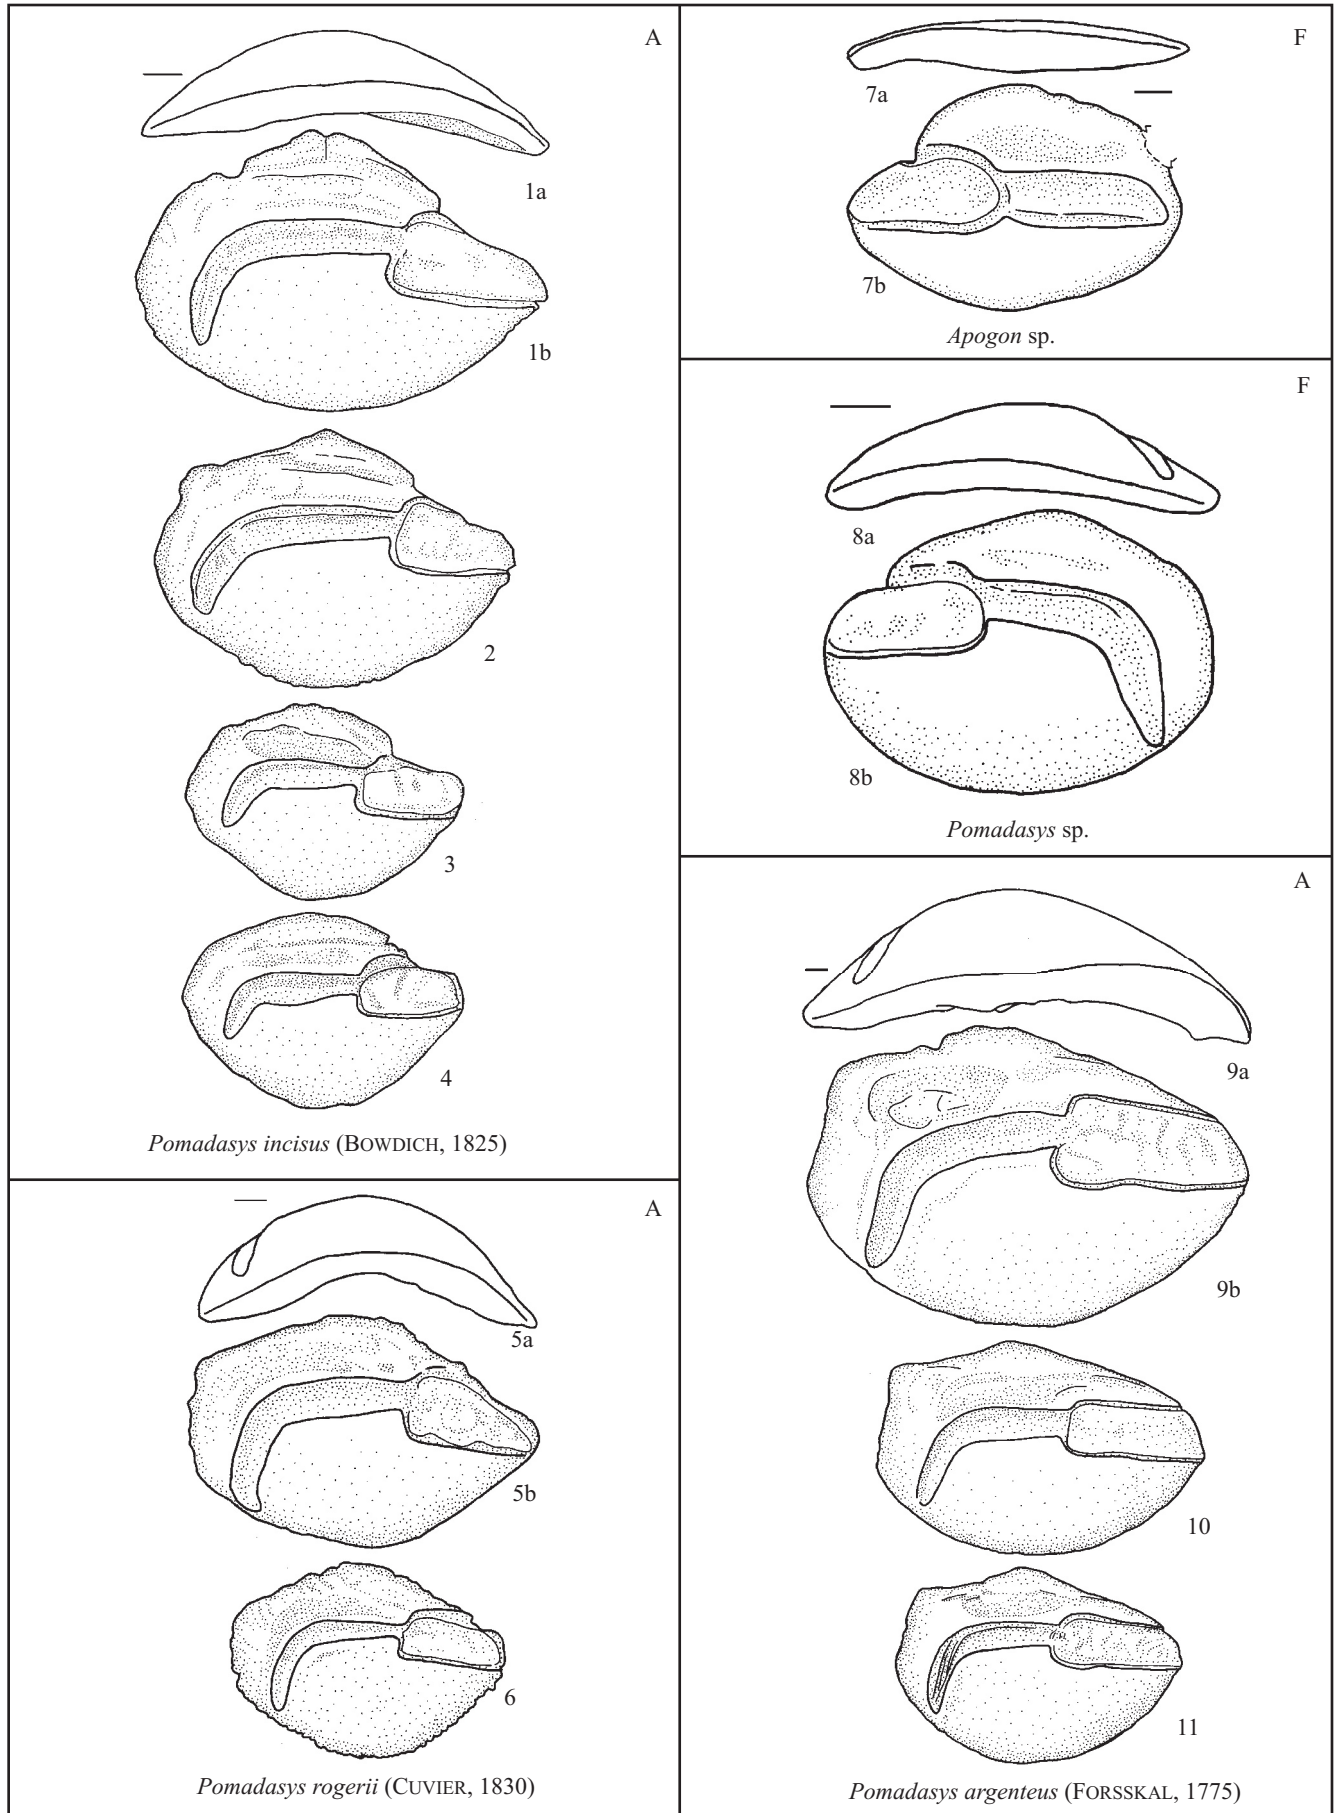 A
1a
1b
2
3
4
Pomadasys incisus (BOWDICH, 1825)
A
5a
5b
6
Pomadasys rogerii (CUVIER, 1830)
F
7a
7b
Apogon sp.
F
8a
8b
Pomadasys sp.
A
9a
9b
10
11
Pomadasys argenteus (FORSSKAL, 1775)